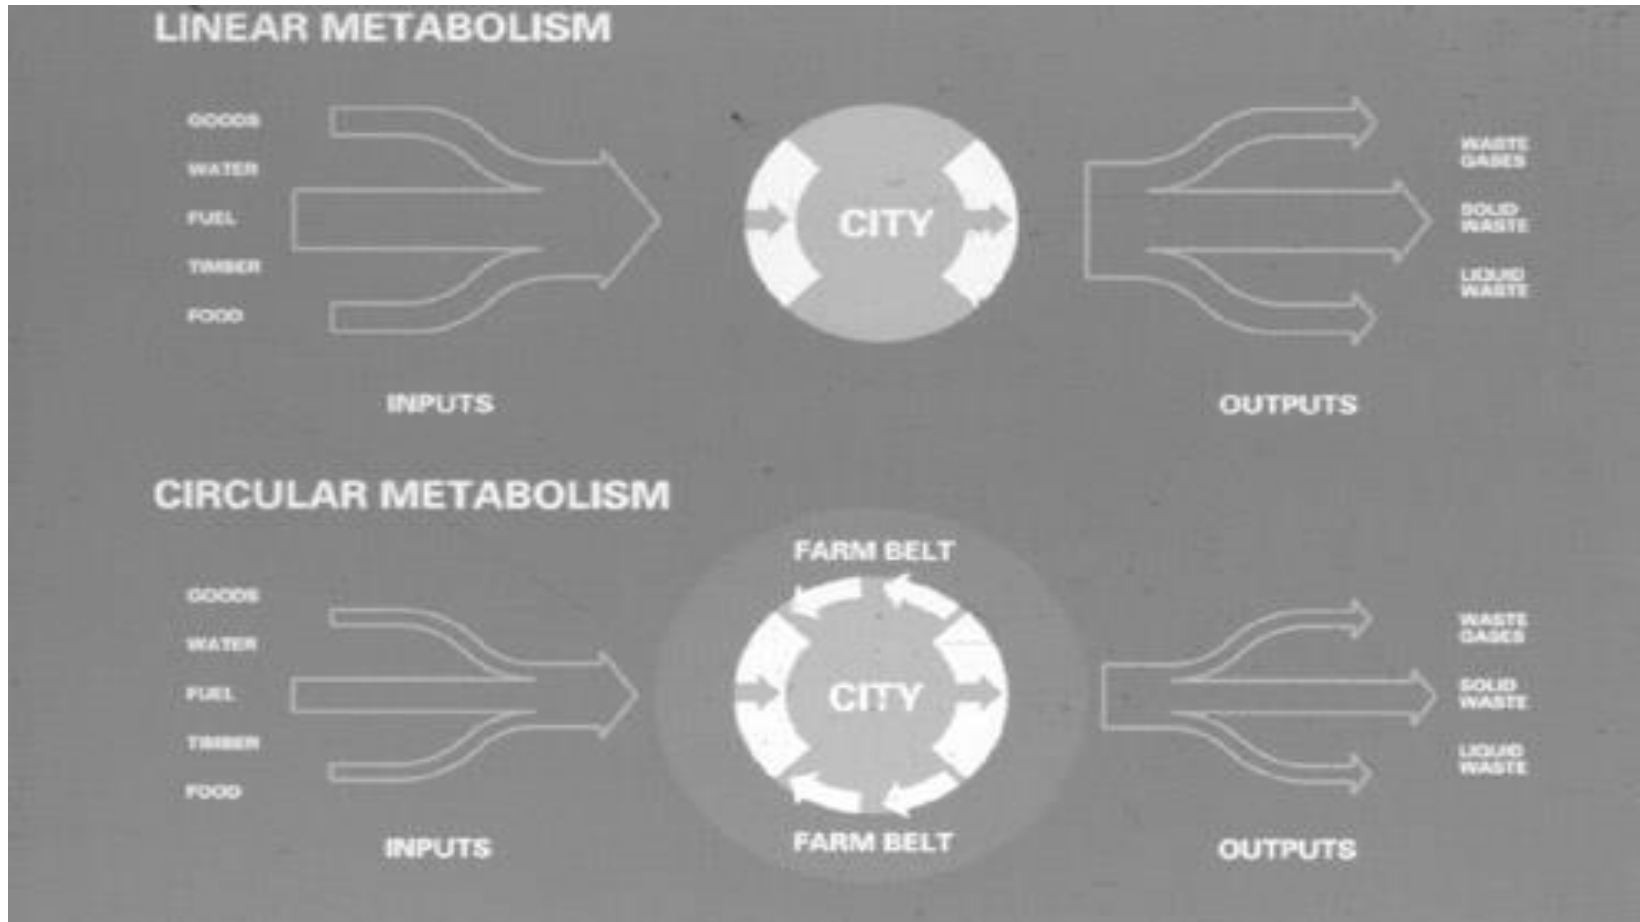 LINEAR METABOLISM
GOODS
WATER
FUEL
TIMBER
FOOD
INPUTS
CITY
WASTE
GASES
SOLID
WASTE
LIQUID
WASTE
OUTPUTS
CIRCULAR METABOLISM
GOODS
WATER
FUEL
TIMBER
FOOD
INPUTS
FARM BELT
CITY
FARM BELT
WASTE
GASES
SOLID
WASTE
LIQUID
WASTE
OUTPUTS